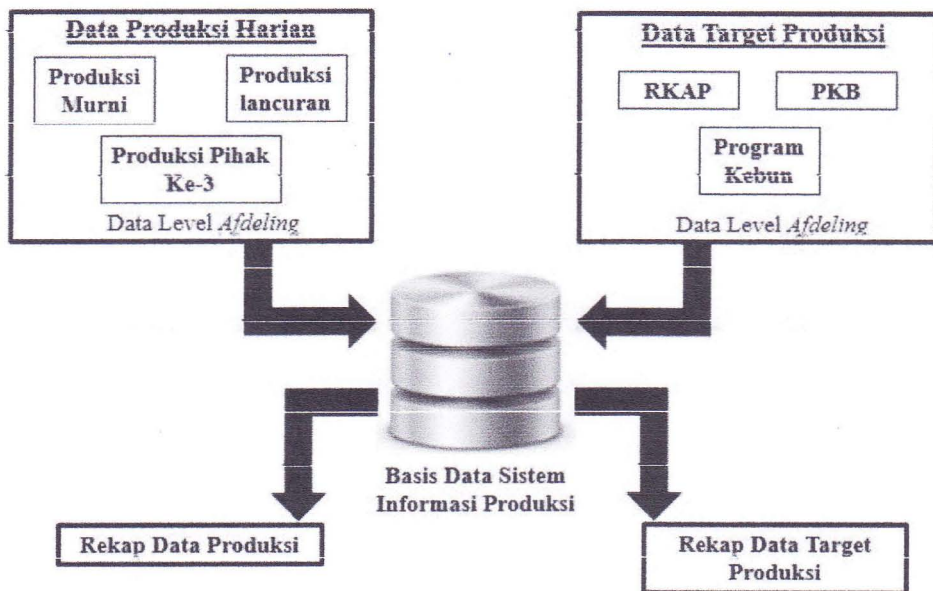 Data Produksi Harian
Produksi
Murni
Produksi
lancuran
Produksi Pihak
Ke-3
Data Level Afdeling
Data Target Produksi
RKAP
PKB
Program
Kebun
Data Level Afdeling
Basis Data Sistem
Informasi Produksi
Rekap Data Produksi
Rekap Data Target
Produksi